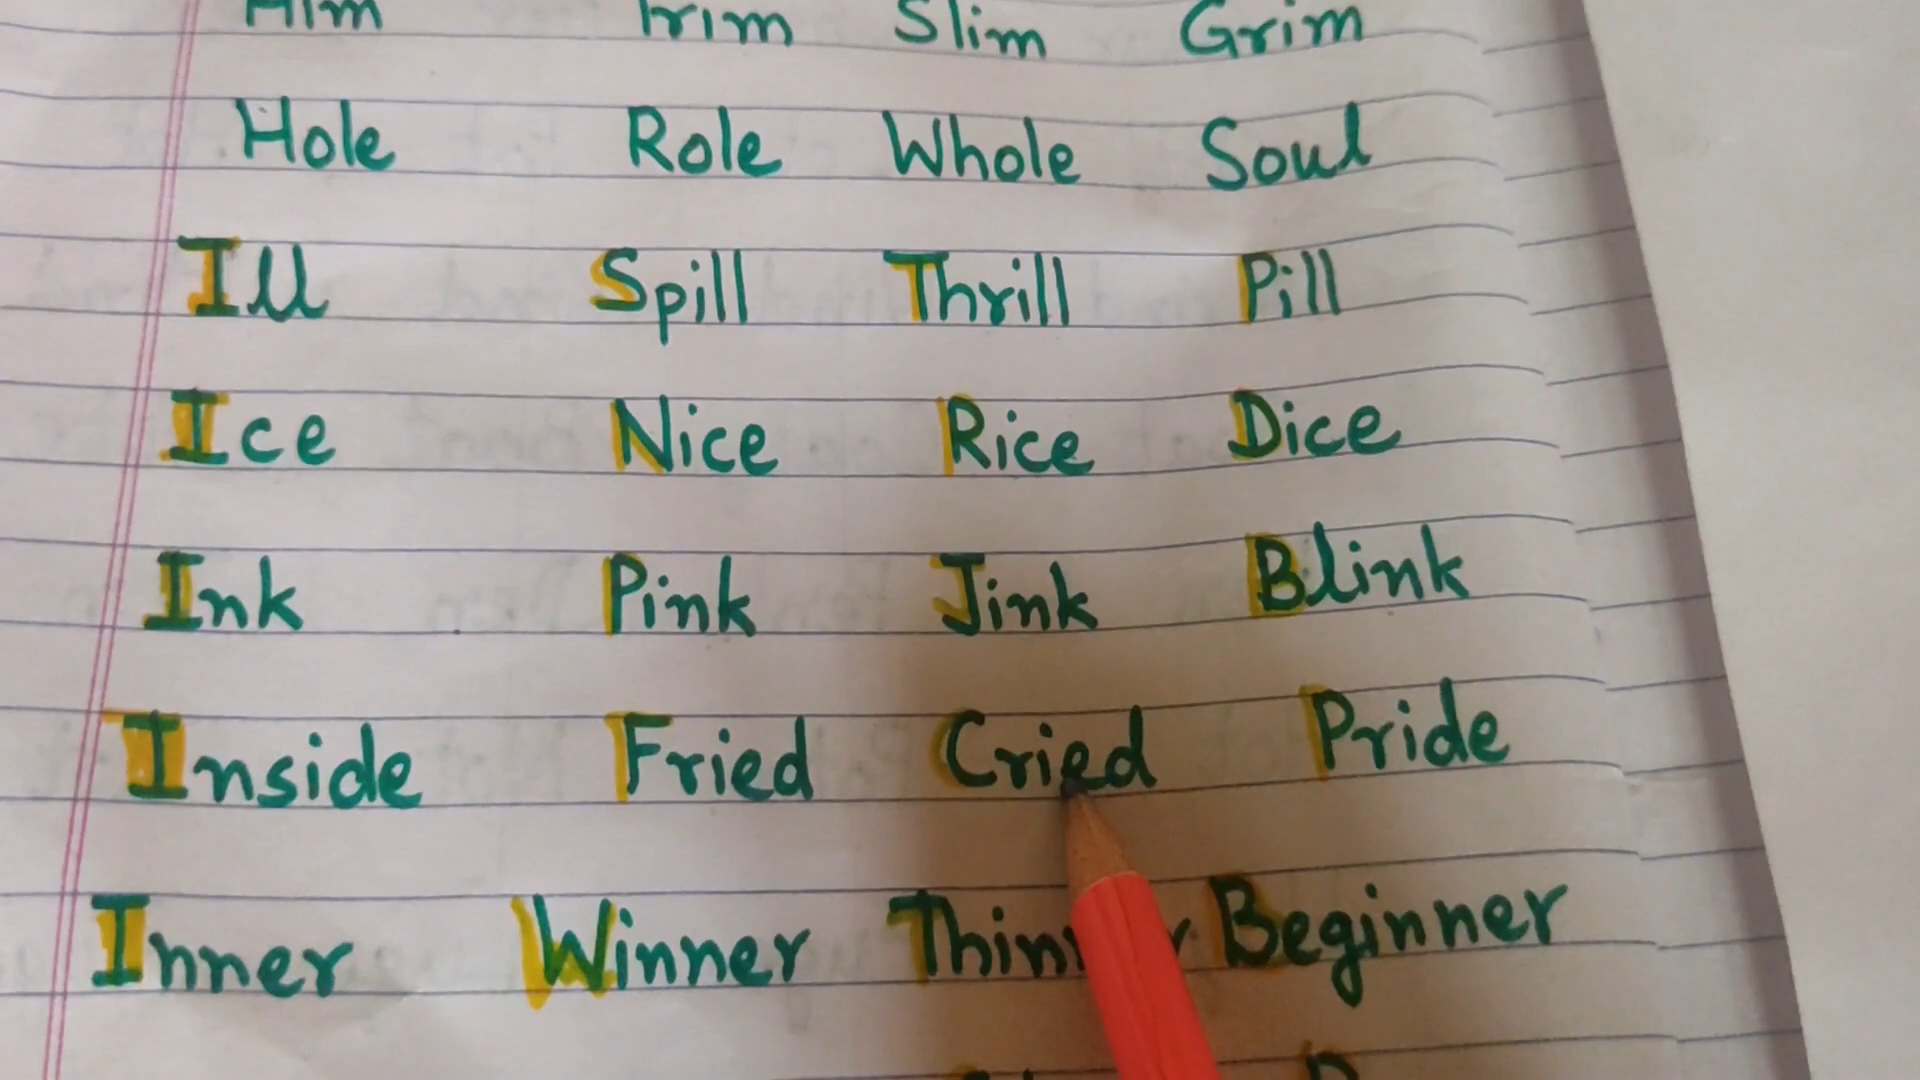 Him Trim Slim Grim
Hole Role Whole Soul
Ill Spill Thrill Pill
Ice Nice Rice Dice
Ink Pink Jink Blink
Inside Fried Cried Pride
Inner Winner Beginner